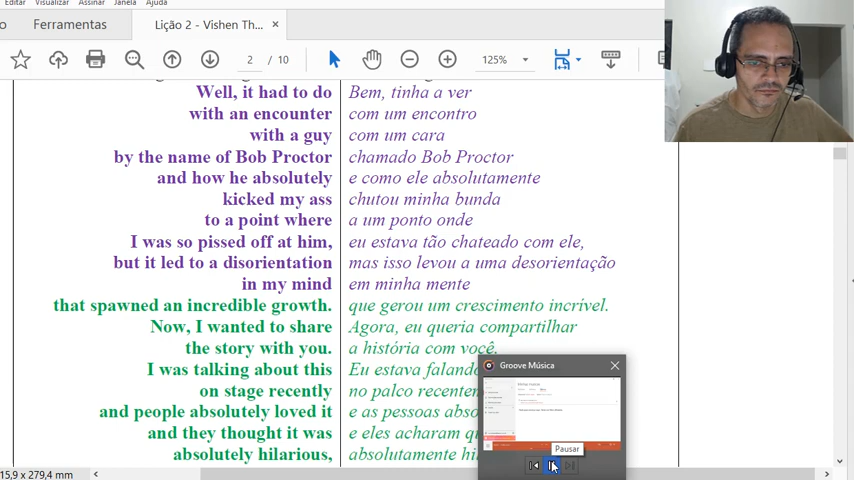 Editar Visualizar Assinar Janela Ajuda
Ferramentas
Lição 2 - Vishen Th... ×
2 / 10
125%
Well, it had to do Bem, tinha a ver
with an encounter com um encontro
with a guy com um cara
by the name of Bob Proctor chamado Bob Proctor
and how he absolutely e como ele absolutamente
kicked my ass chutou minha bunda
to a point where a um ponto onde
I was so pissed off at him, eu estava tão chateado com ele,
but it led to a disorientation mas isso levou a uma desorientação
in my mind em minha mente
that spawned an incredible growth. que gerou um crescimento incrível.
Now, I wanted to share Agora, eu queria compartilhar
the story with you. a história com você.
I was talking about this Eu estava
on stage recently no palco
and people absolutely loved it e as pessoas
and they thought it was e eles acharam
absolutely hilarious, absolutamente
Groove Música
Pausar
15,9 x 279,4 mm